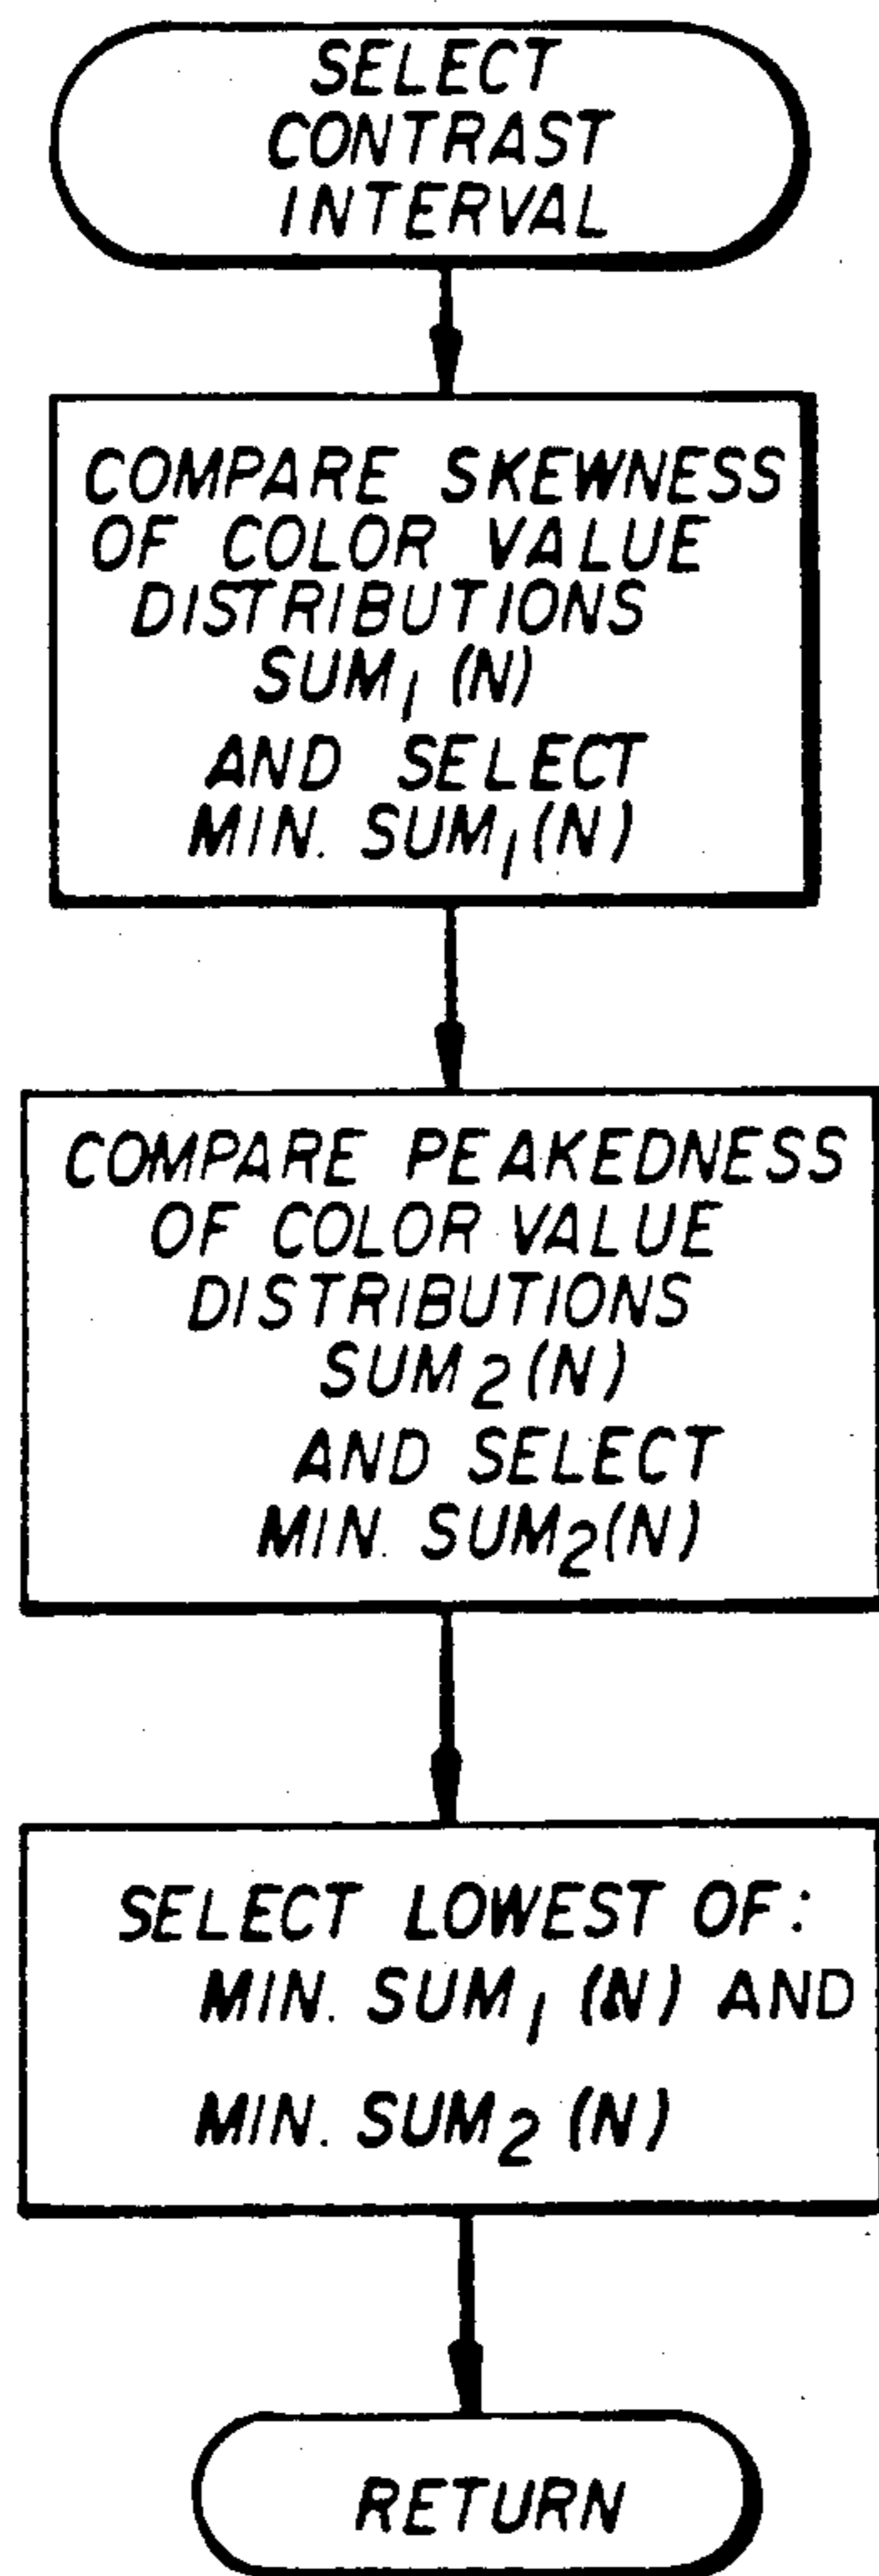 SELECT
CONTRAST
INTERVAL
COMPARE SKEWNESS
OF COLOR VALUE
DISTRIBUTIONS
SUM₁ (N)
AND SELECT
MIN. SUM₁(N)
COMPARE PEAKEDNESS
OF COLOR VALUE
DISTRIBUTIONS
SUM₂(N)
AND SELECT
MIN. SUM₂(N)
SELECT LOWEST OF:
MIN. SUM₁ (N) AND
MIN. SUM₂ (N)
RETURN